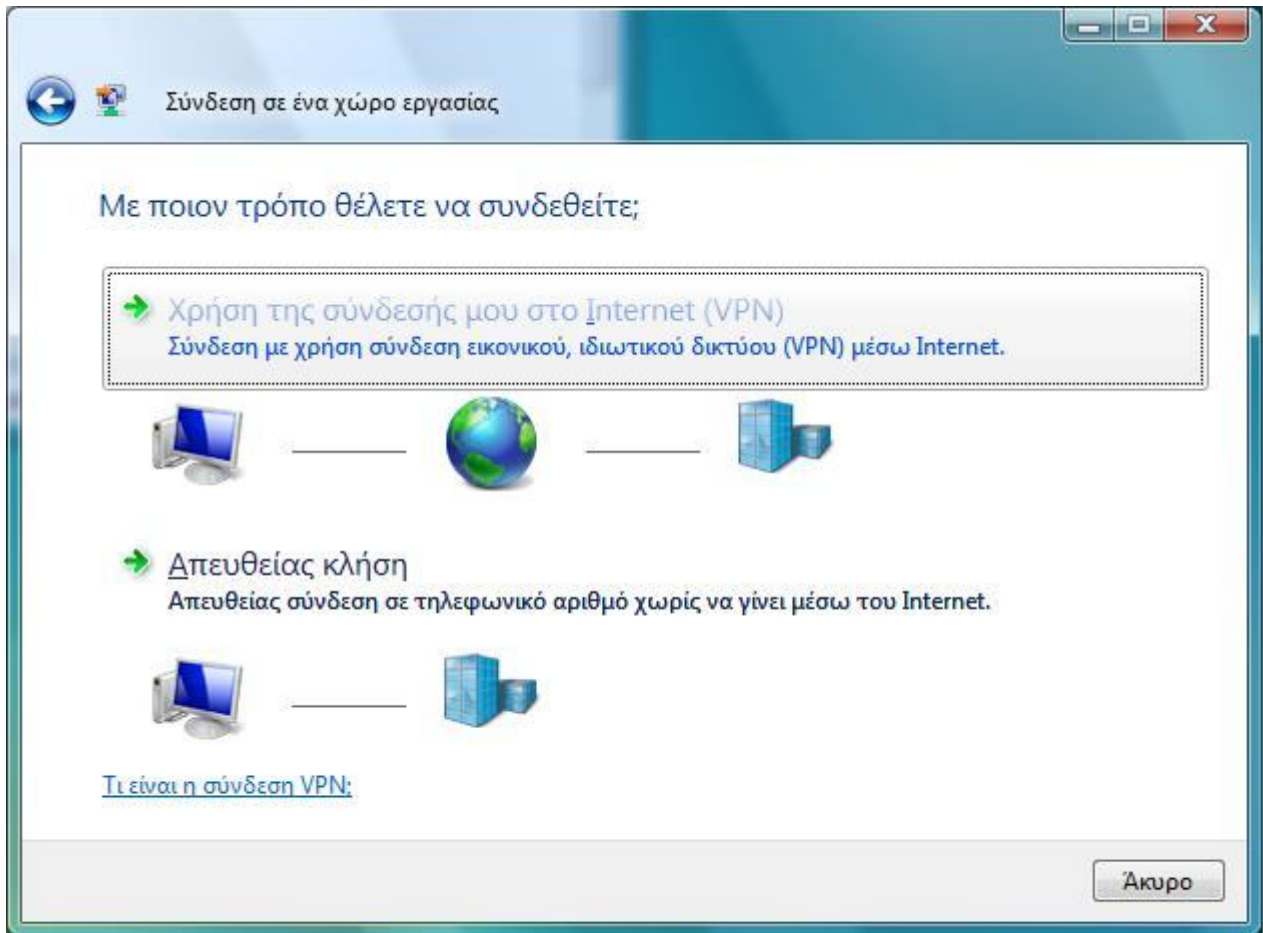 Σύνδεση σε ένα χώρο εργασίας
Με ποιον τρόπο θέλετε να συνδεθείτε;
Χρήση της σύνδεσής μου στο Internet (VPN)
Σύνδεση με χρήση σύνδεση εικονικού, ιδιωτικού δικτύου (VPN) μέσω Internet.
Απευθείας κλήση
Απευθείας σύνδεση σε τηλεφωνικό αριθμό χωρίς να γίνει μέσω του Internet.
Τι είναι η σύνδεση VPN;
Άκυρο